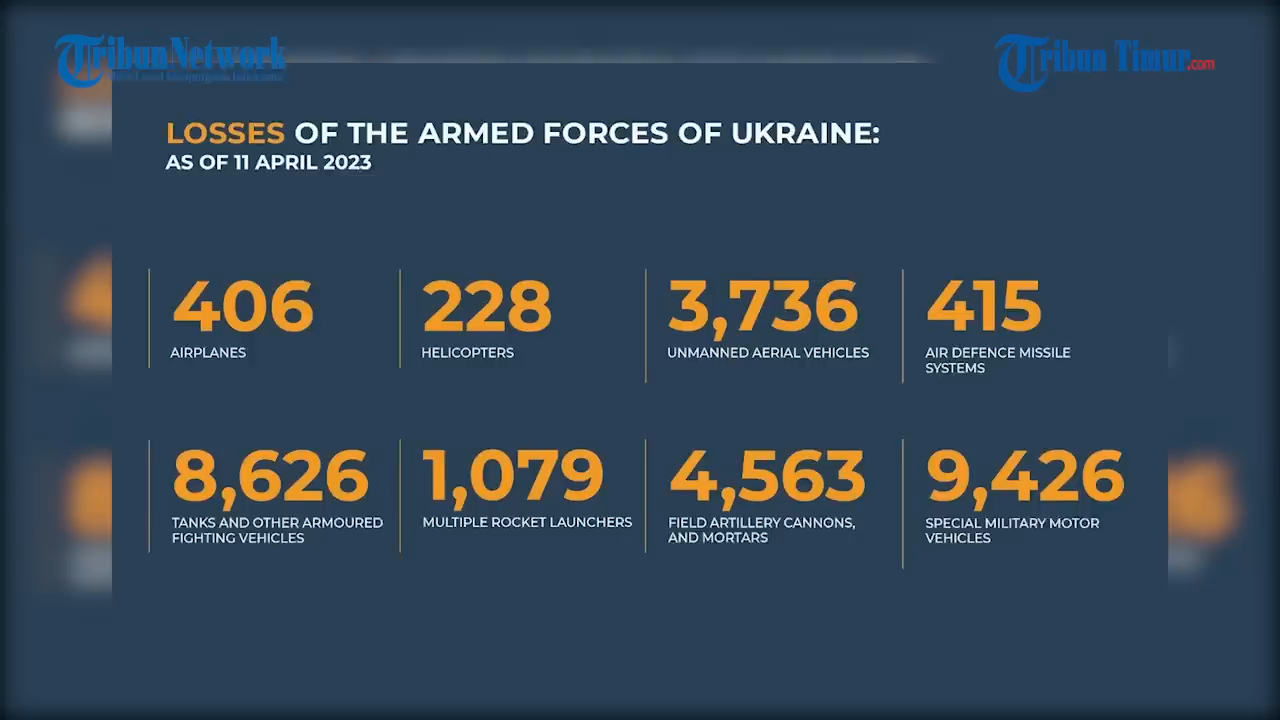 Tribun Network
Tribun Timur.com
LOSSES OF THE ARMED FORCES OF UKRAINE:
AS OF 11 APRIL 2023
406
AIRPLANES
228
HELICOPTERS
3,736
UNMANNED AERIAL VEHICLES
415
AIR DEFENCE MISSILE
SYSTEMS
8,626
TANKS AND OTHER ARMOURED
FIGHTING VEHICLES
1,079
MULTIPLE ROCKET LAUNCHERS
4,563
FIELD ARTILLERY CANNONS,
AND MORTARS
9,426
SPECIAL MILITARY MOTOR
VEHICLES